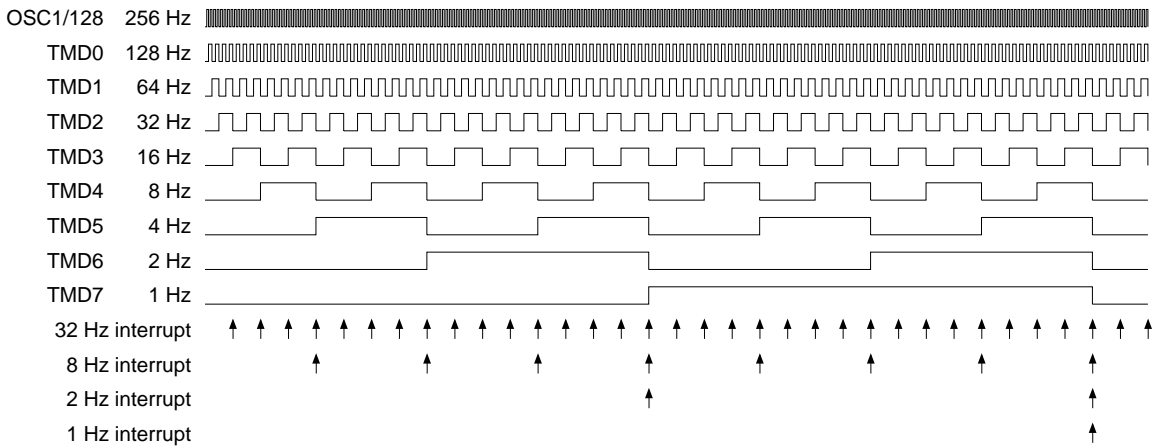 OSC1/128 256 Hz
TMD0 128 Hz
TMD1 64 Hz
TMD2 32 Hz
TMD3 16 Hz
TMD4 8 Hz
TMD5 4 Hz
TMD6 2 Hz
TMD7 1 Hz
32 Hz interrupt
8 Hz interrupt
2 Hz interrupt
1 Hz interrupt